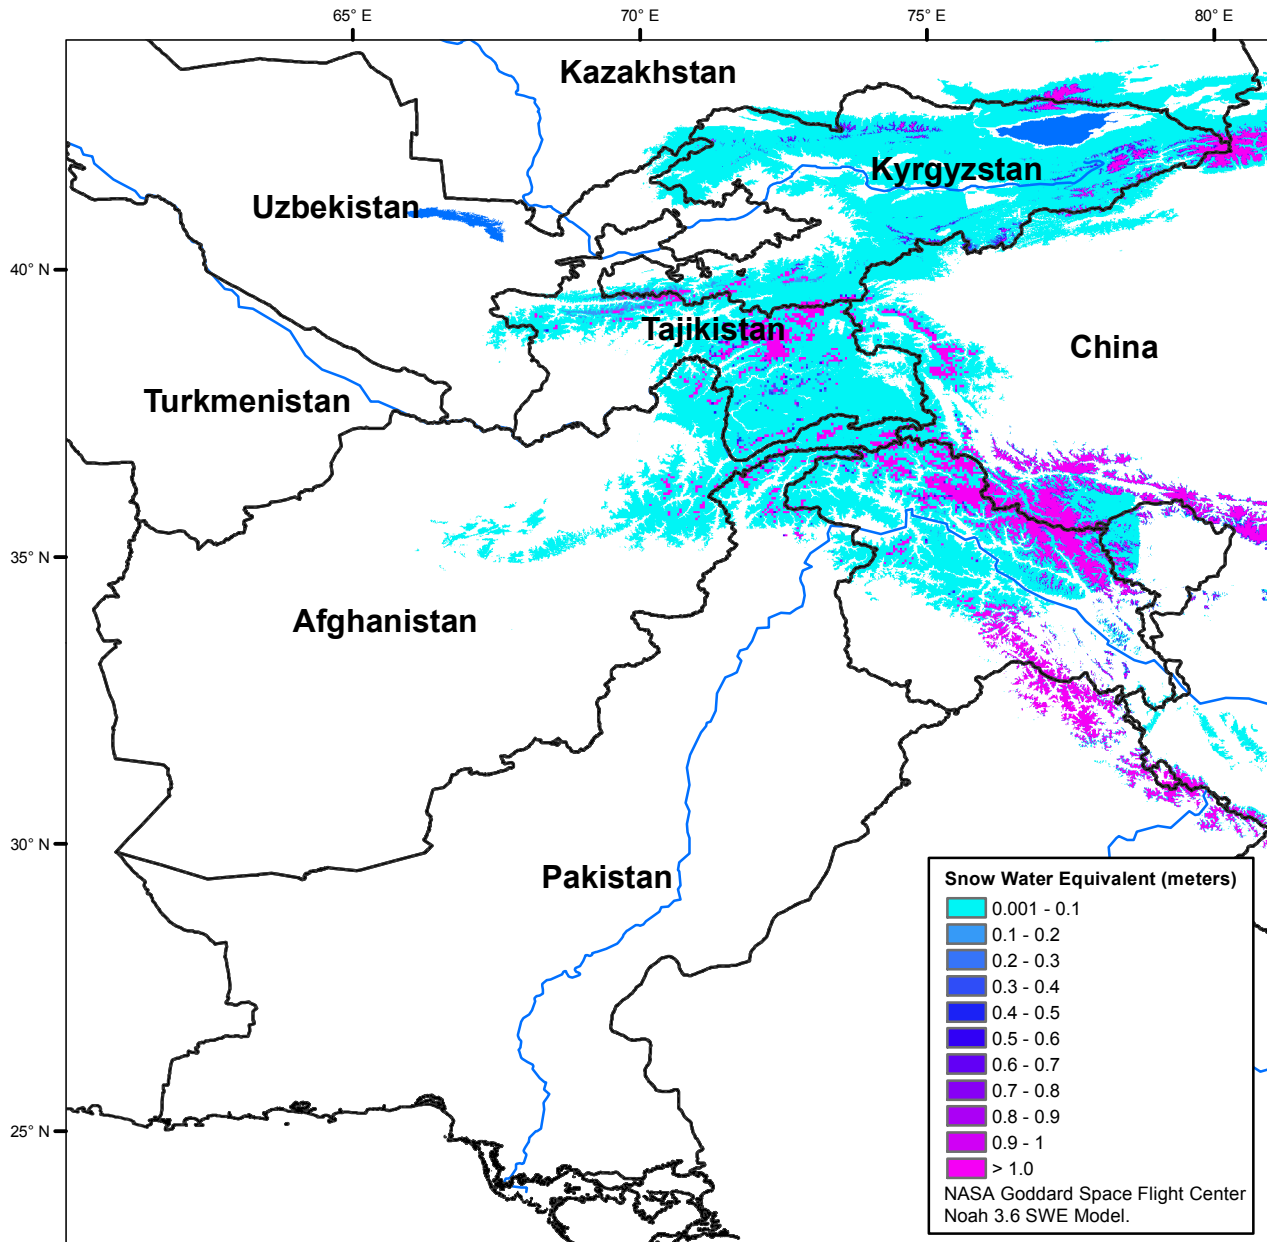 65° E
70° E
75° E
80° E
Kazakhstan
Kyrgyzstan
Uzbekistan
40° N
Tajikistan
China
Turkmenistan
35° N
Afghanistan
30° N
Pakistan
25° N
Snow Water Equivalent (meters)
0.001 - 0.1
0.1 - 0.2
0.2 - 0.3
0.3 - 0.4
0.4 - 0.5
0.5 - 0.6
0.6 - 0.7
0.7 - 0.8
0.8 - 0.9
0.9 - 1
> 1.0
NASA Goddard Space Flight Center
Noah 3.6 SWE Model.